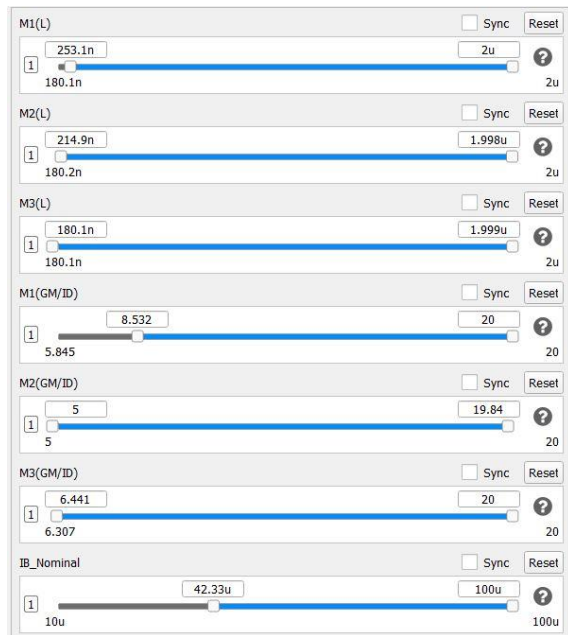 M1(L) Sync Reset
253.1n 2u
1 ?
180.1n 2u
M2(L) Sync Reset
214.9n 1.998u
1 ?
180.2n 2u
M3(L) Sync Reset
180.1n 1.999u
1 ?
180.1n 2u
M1(GM/ID) Sync Reset
8.532 20
1 ?
5.845 20
M2(GM/ID) Sync Reset
5 19.84
1 ?
5 20
M3(GM/ID) Sync Reset
6.441 20
1 ?
6.307 20
IB_Nominal Sync Reset
42.33u 100u
1 ?
10u 100u